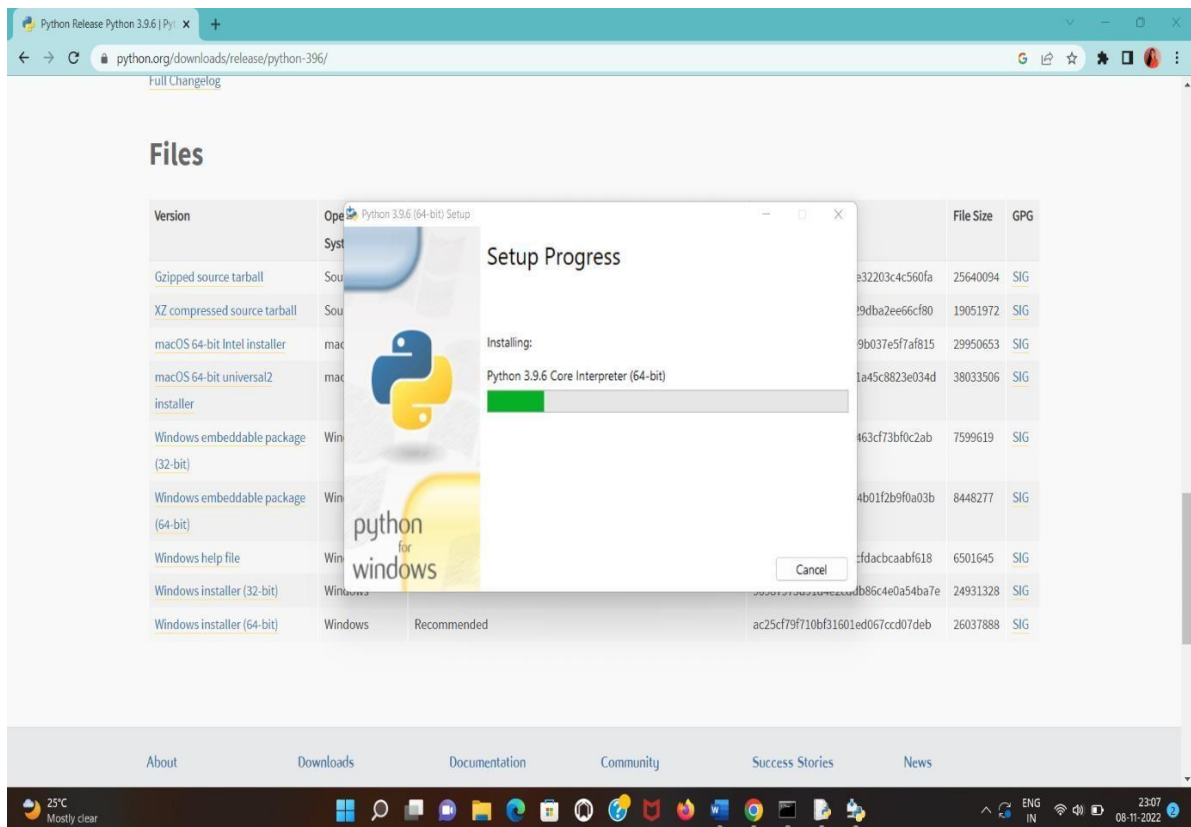 Python Release Python 3.9.6 | Pyt
python.org/downloads/release/python-396/
Full Changelog
Files
Version Ope File Size GPG
Syst
Gzipped source tarball Sou e32203c4c560fa 25640094 SIG
XZ compressed source tarball Sou 29dba2ee66cf80 19051972 SIG
macOS 64-bit Intel installer mac 9b037e5f7af815 29950653 SIG
macOS 64-bit universal2 mac 1a45c8823e034d 38033506 SIG
installer
Windows embeddable package Win 463cf73bf0c2ab 7599619 SIG
(32-bit)
Windows embeddable package Win 4b01f2b9f0a03b 8448277 SIG
(64-bit)
Windows help file Win cfdacbcaabf618 6501645 SIG
Windows installer (32-bit) Windows 24931328 SIG
Windows installer (64-bit) Windows Recommended ac25cf79f710bf31601ed067ccd07deb 26037888 SIG
Python 3.9.6 (64-bit) Setup
Setup Progress
Installing:
Python 3.9.6 Core Interpreter (64-bit)
python
for
windows
Cancel
About Downloads Documentation Community Success Stories News
25°C
Mostly clear
ENG
IN
23:07
08-11-2022
2